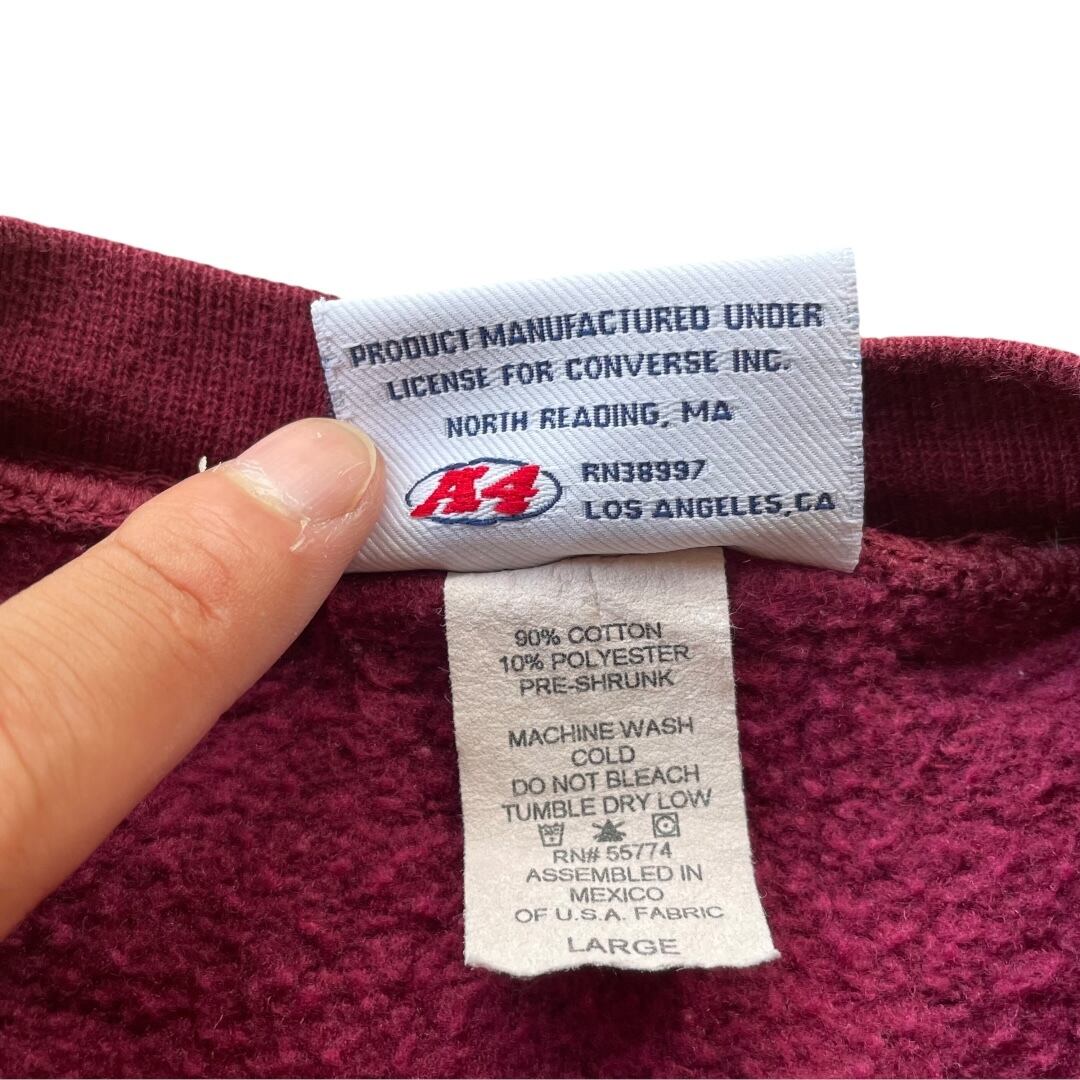 PRODUCT MANUFACTURED UNDER
LICENSE FOR CONVERSE INC.
NORTH READING, MA
A4
RN38997
LOS ANGELES, CA
90% COTTON
10% POLYESTER
PRE-SHRUNK
MACHINE WASH
COLD
DO NOT BLEACH
TUMBLE DRY LOW
RN# 55774
ASSEMBLED IN
MEXICO
OF U.S.A. FABRIC
LARGE